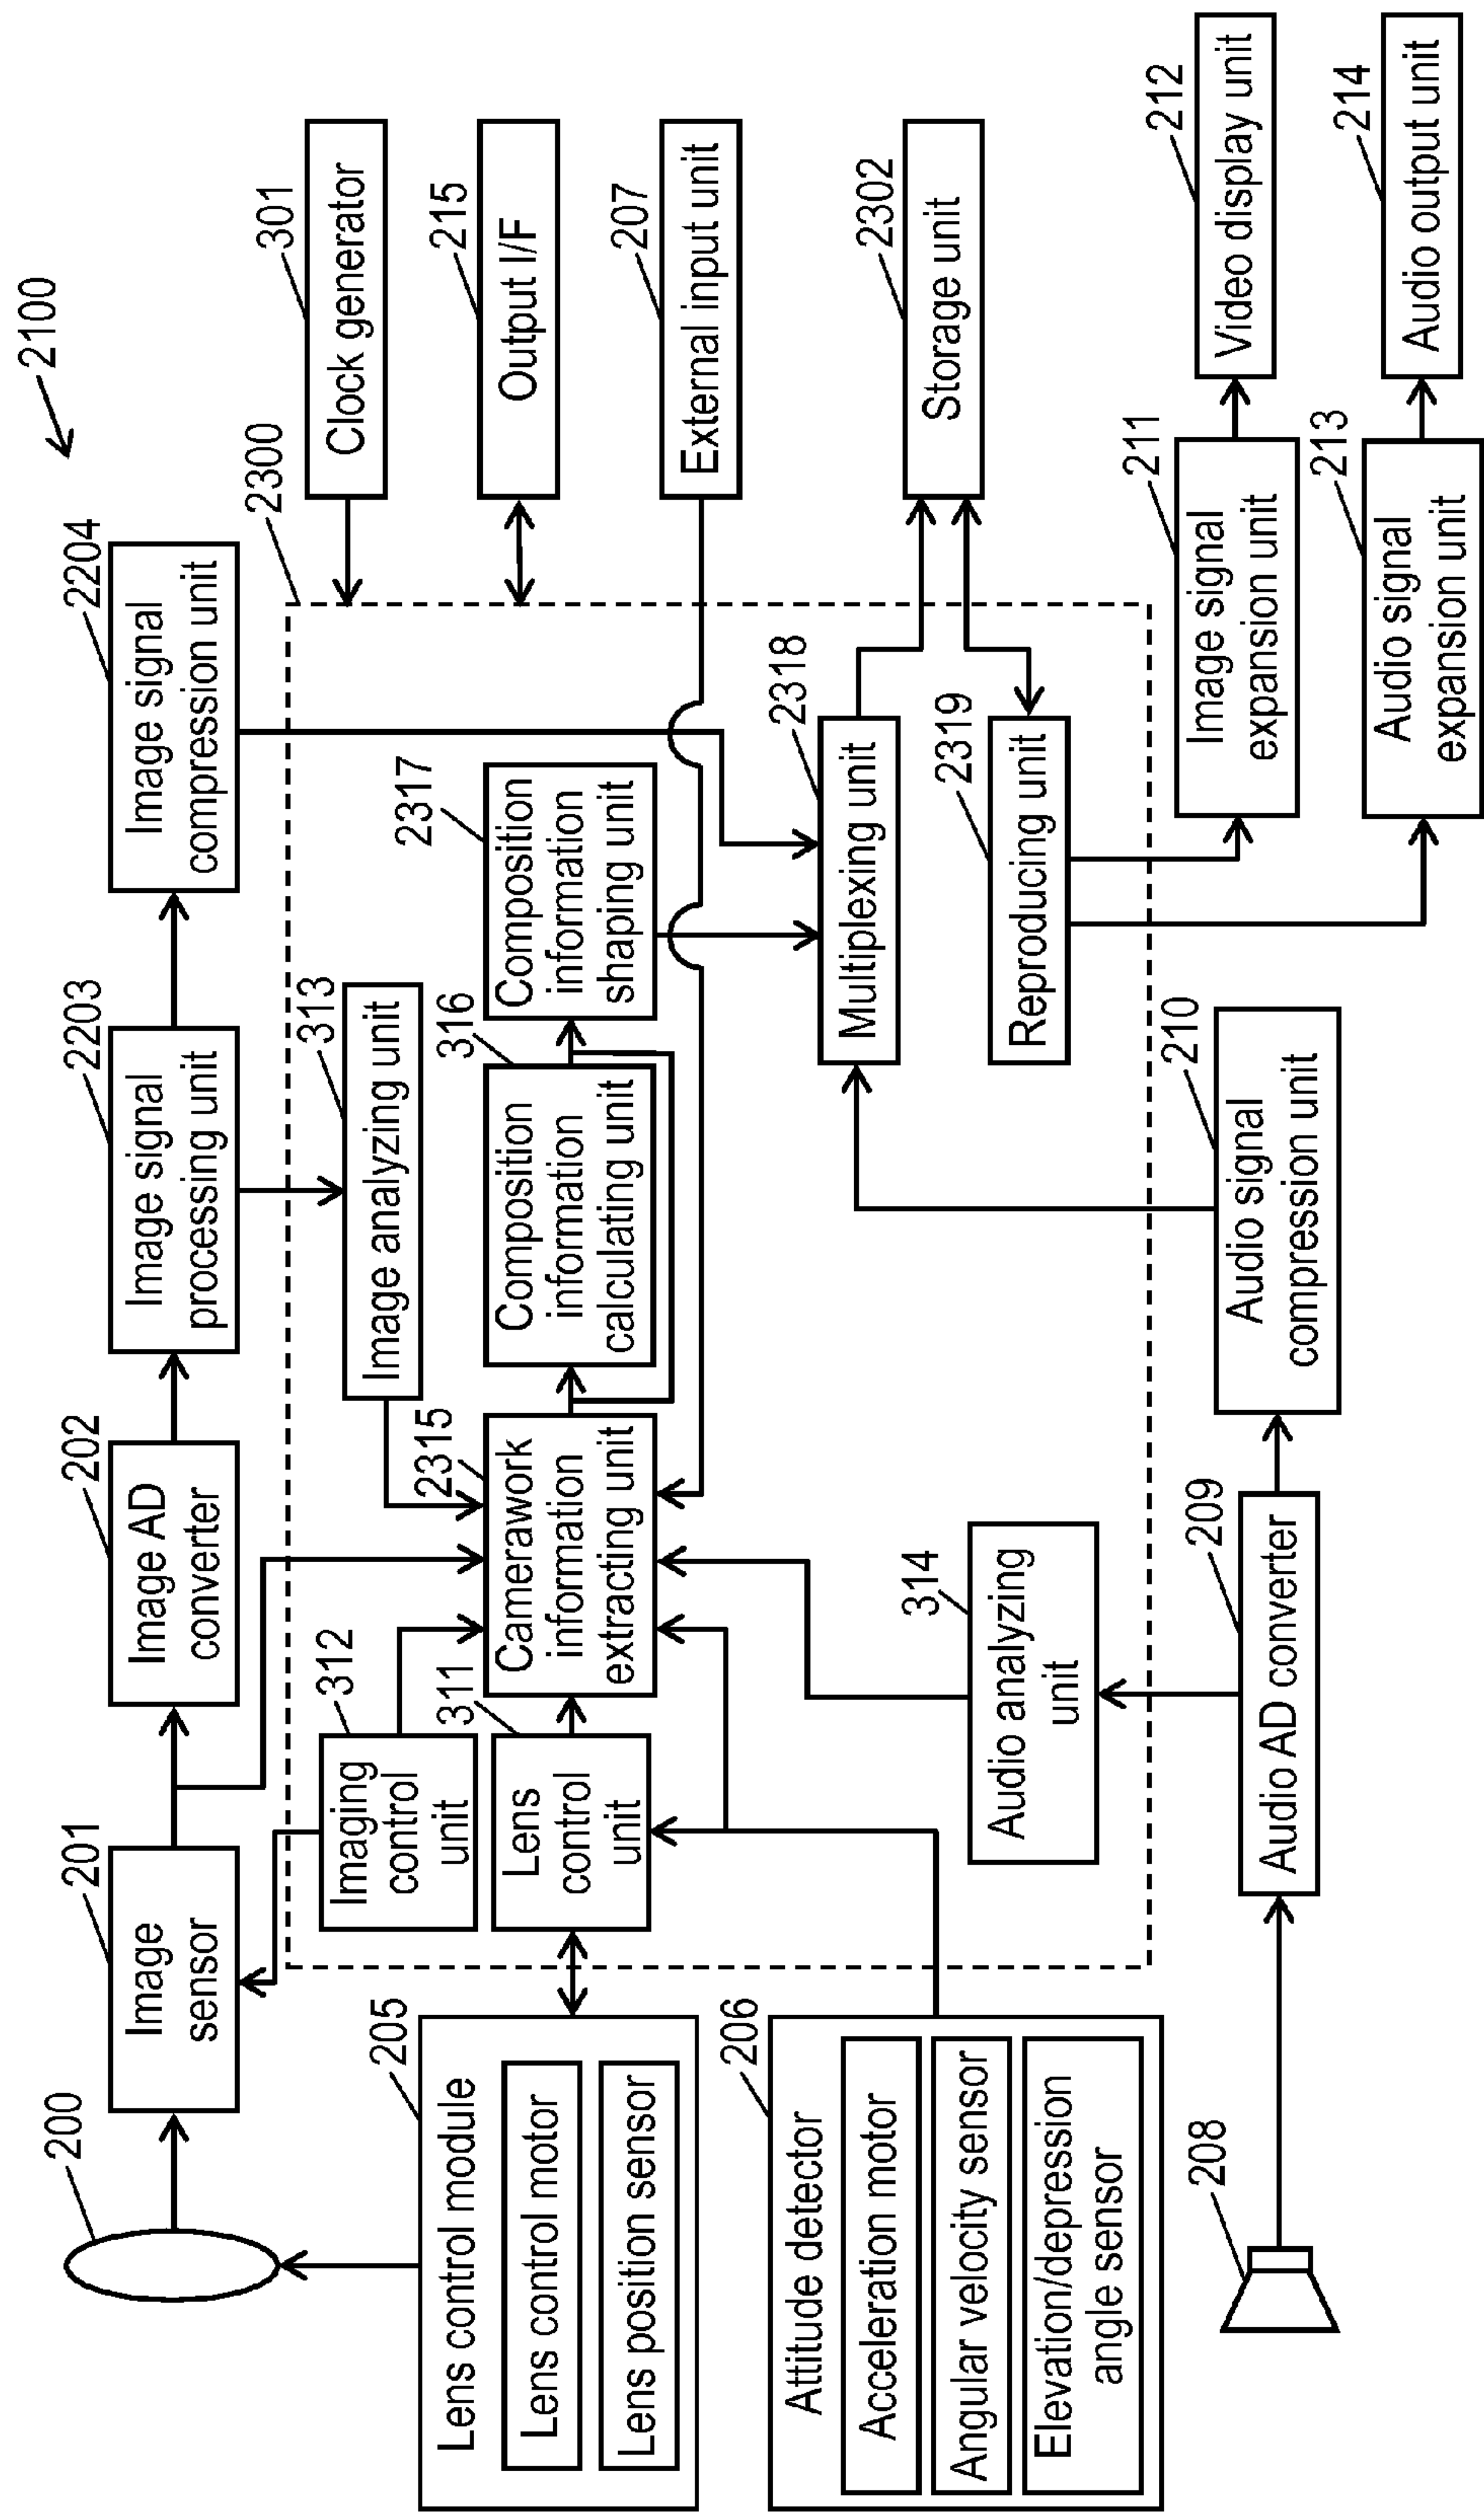 2100
200
201
Image
sensor
202
Image AD
converter
2203
Image signal
processing unit
2204
Image signal
compression unit
2300
301
Clock generator
205
Lens control module
Lens control motor
Lens position sensor
312
Imaging
control
unit
311
Lens
control
unit
313
Image analyzing unit
2315
Camerawork
information
extracting unit
316
Composition
information
calculating unit
2317
Composition
information
shaping unit
215
Output I/F
207
External input unit
206
Attitude detector
Acceleration motor
Angular velocity sensor
Elevation/depression
angle sensor
314
Audio analyzing
unit
2318
Multiplexing unit
2319
Reproducing unit
2302
Storage unit
208
209
Audio AD converter
210
Audio signal
compression unit
211
Image signal
expansion unit
212
Video display unit
213
Audio signal
expansion unit
214
Audio output unit